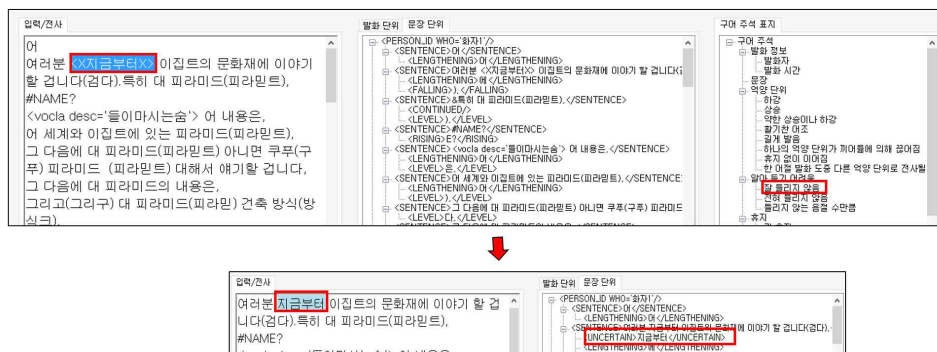 입력/전사
어
여러분 <X지금부터X> 이집트의 문화재에 이야기
할 겁니다(검다).특히 대 피라미드(피라믿트),
#NAME?
<vocla desc='들이마시는숨'> 어 내용은,
어 세계와 이집트에 있는 피라미드(피라믿트),
그 다음에 대 피라미드(피라믿트) 아니면 쿠푸(구
푸) 피라미드 (피라믿트) 대해서 얘기할 겁니다,
그 다음에 대 피라미드의 내용은,
그리고(그리구) 대 피라미드(피라믿) 건축 방식(방
식크),
발화 단위 문장 단위
<PERSON_ID WHO='화자1'/>
<SENTENCE>어</SENTENCE>
<LENGTHENING>어</LENGTHENING>
<SENTENCE>여러분 <X지금부터X> 이집트의 문화재에 이야기 할 겁니다(검
<LENGTHENING>에</LENGTHENING>
<FALLING>).</FALLING>
<SENTENCE>&특히 대 피라미드(피라믿트),</SENTENCE>
<CONTINUED/>
<LEVEL>),</LEVEL>
<SENTENCE>#NAME?</SENTENCE>
<RISING>E?</RISING>
<SENTENCE><vocla desc='들이마시는숨'> 어 내용은,</SENTENCE>
<LENGTHENING>어</LENGTHENING>
<LEVEL>은,</LEVEL>
<SENTENCE>어 세계와 이집트에 있는 피라미드(피라믿트),</SENTENCE>
<LENGTHENING>어</LENGTHENING>
<LEVEL>),</LEVEL>
<SENTENCE>그 다음에 대 피라미드(피라믿트) 아니면 쿠푸(구푸) 피라미드
<LEVEL>다,</LEVEL>
구어 주석 표지
구어 주석
발화 정보
발화자
발화 시간
문장
억양 단위
하강
상승
약한 상승이나 하강
활기찬 어조
길게 발음
하나의 억양 단위가 끼어듦에 의해 끊어짐
휴지 없이 이어짐
한 어절 발화 도중 다른 억양 단위로 전사됨
알아 듣기 어려움
잘 들리지 않음
전혀 들리지 않음
들리지 않는 음절 수만큼
휴지
입력/전사
여러분 지금부터 이집트의 문화재에 이야기 할 겁
니다(검다).특히 대 피라미드(피라믿트),
#NAME?
발화 단위 문장 단위
<PERSON_ID WHO='화자1'/>
<SENTENCE>어</SENTENCE>
<LENGTHENING>어</LENGTHENING>
<SENTENCE>여러분 지금부터 이집트의 문화재에 이야기 할 겁니다(검다).
<UNCERTAIN>지금부터</UNCERTAIN>
<LENGTHENING>에</LENGTHENING>